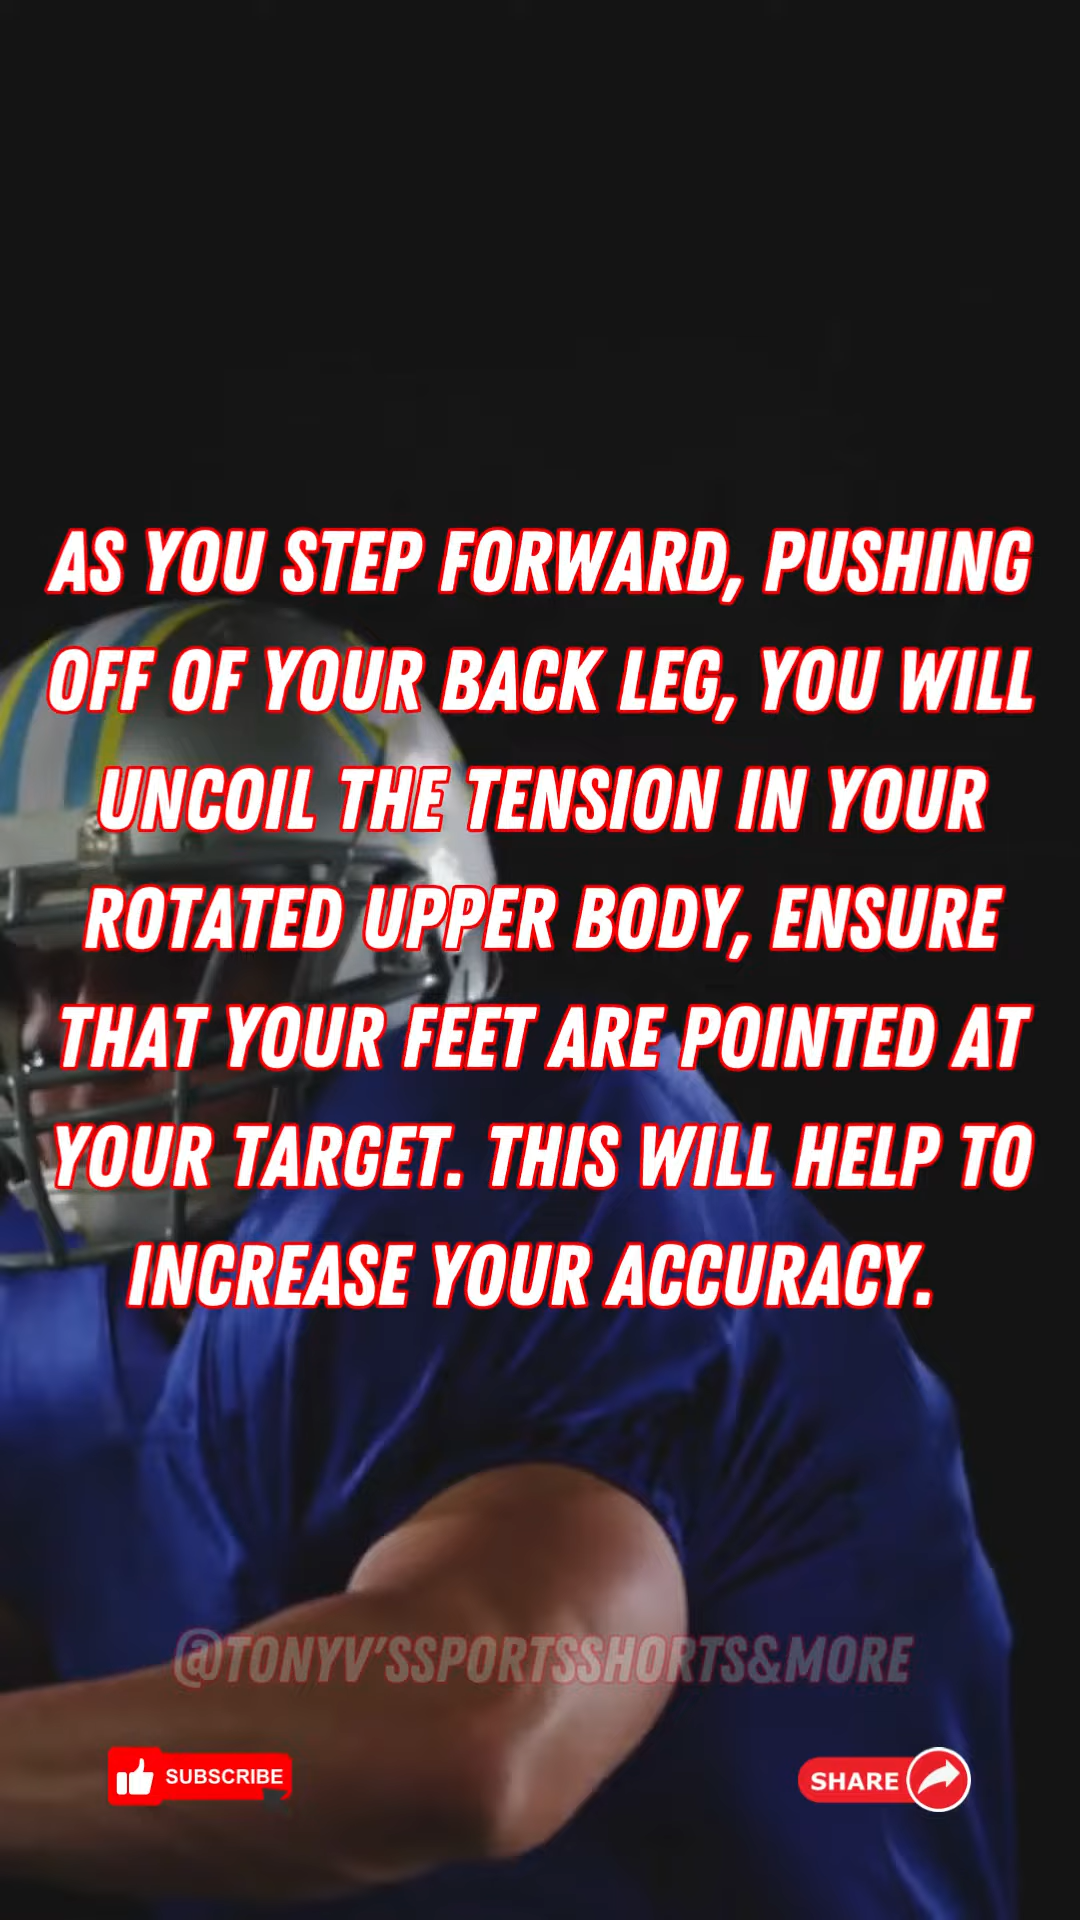 AS YOU STEP FORWARD, PUSHING
OFF OF YOUR BACK LEG, YOU WILL
UNCOIL THE TENSION IN YOUR
ROTATED UPPER BODY, ENSURE
THAT YOUR FEET ARE POINTED AT
YOUR TARGET. THIS WILL HELP TO
INCREASE YOUR ACCURACY.
@TONYV'SSPORTSSHORTS&MORE
SUBSCRIBE
SHARE